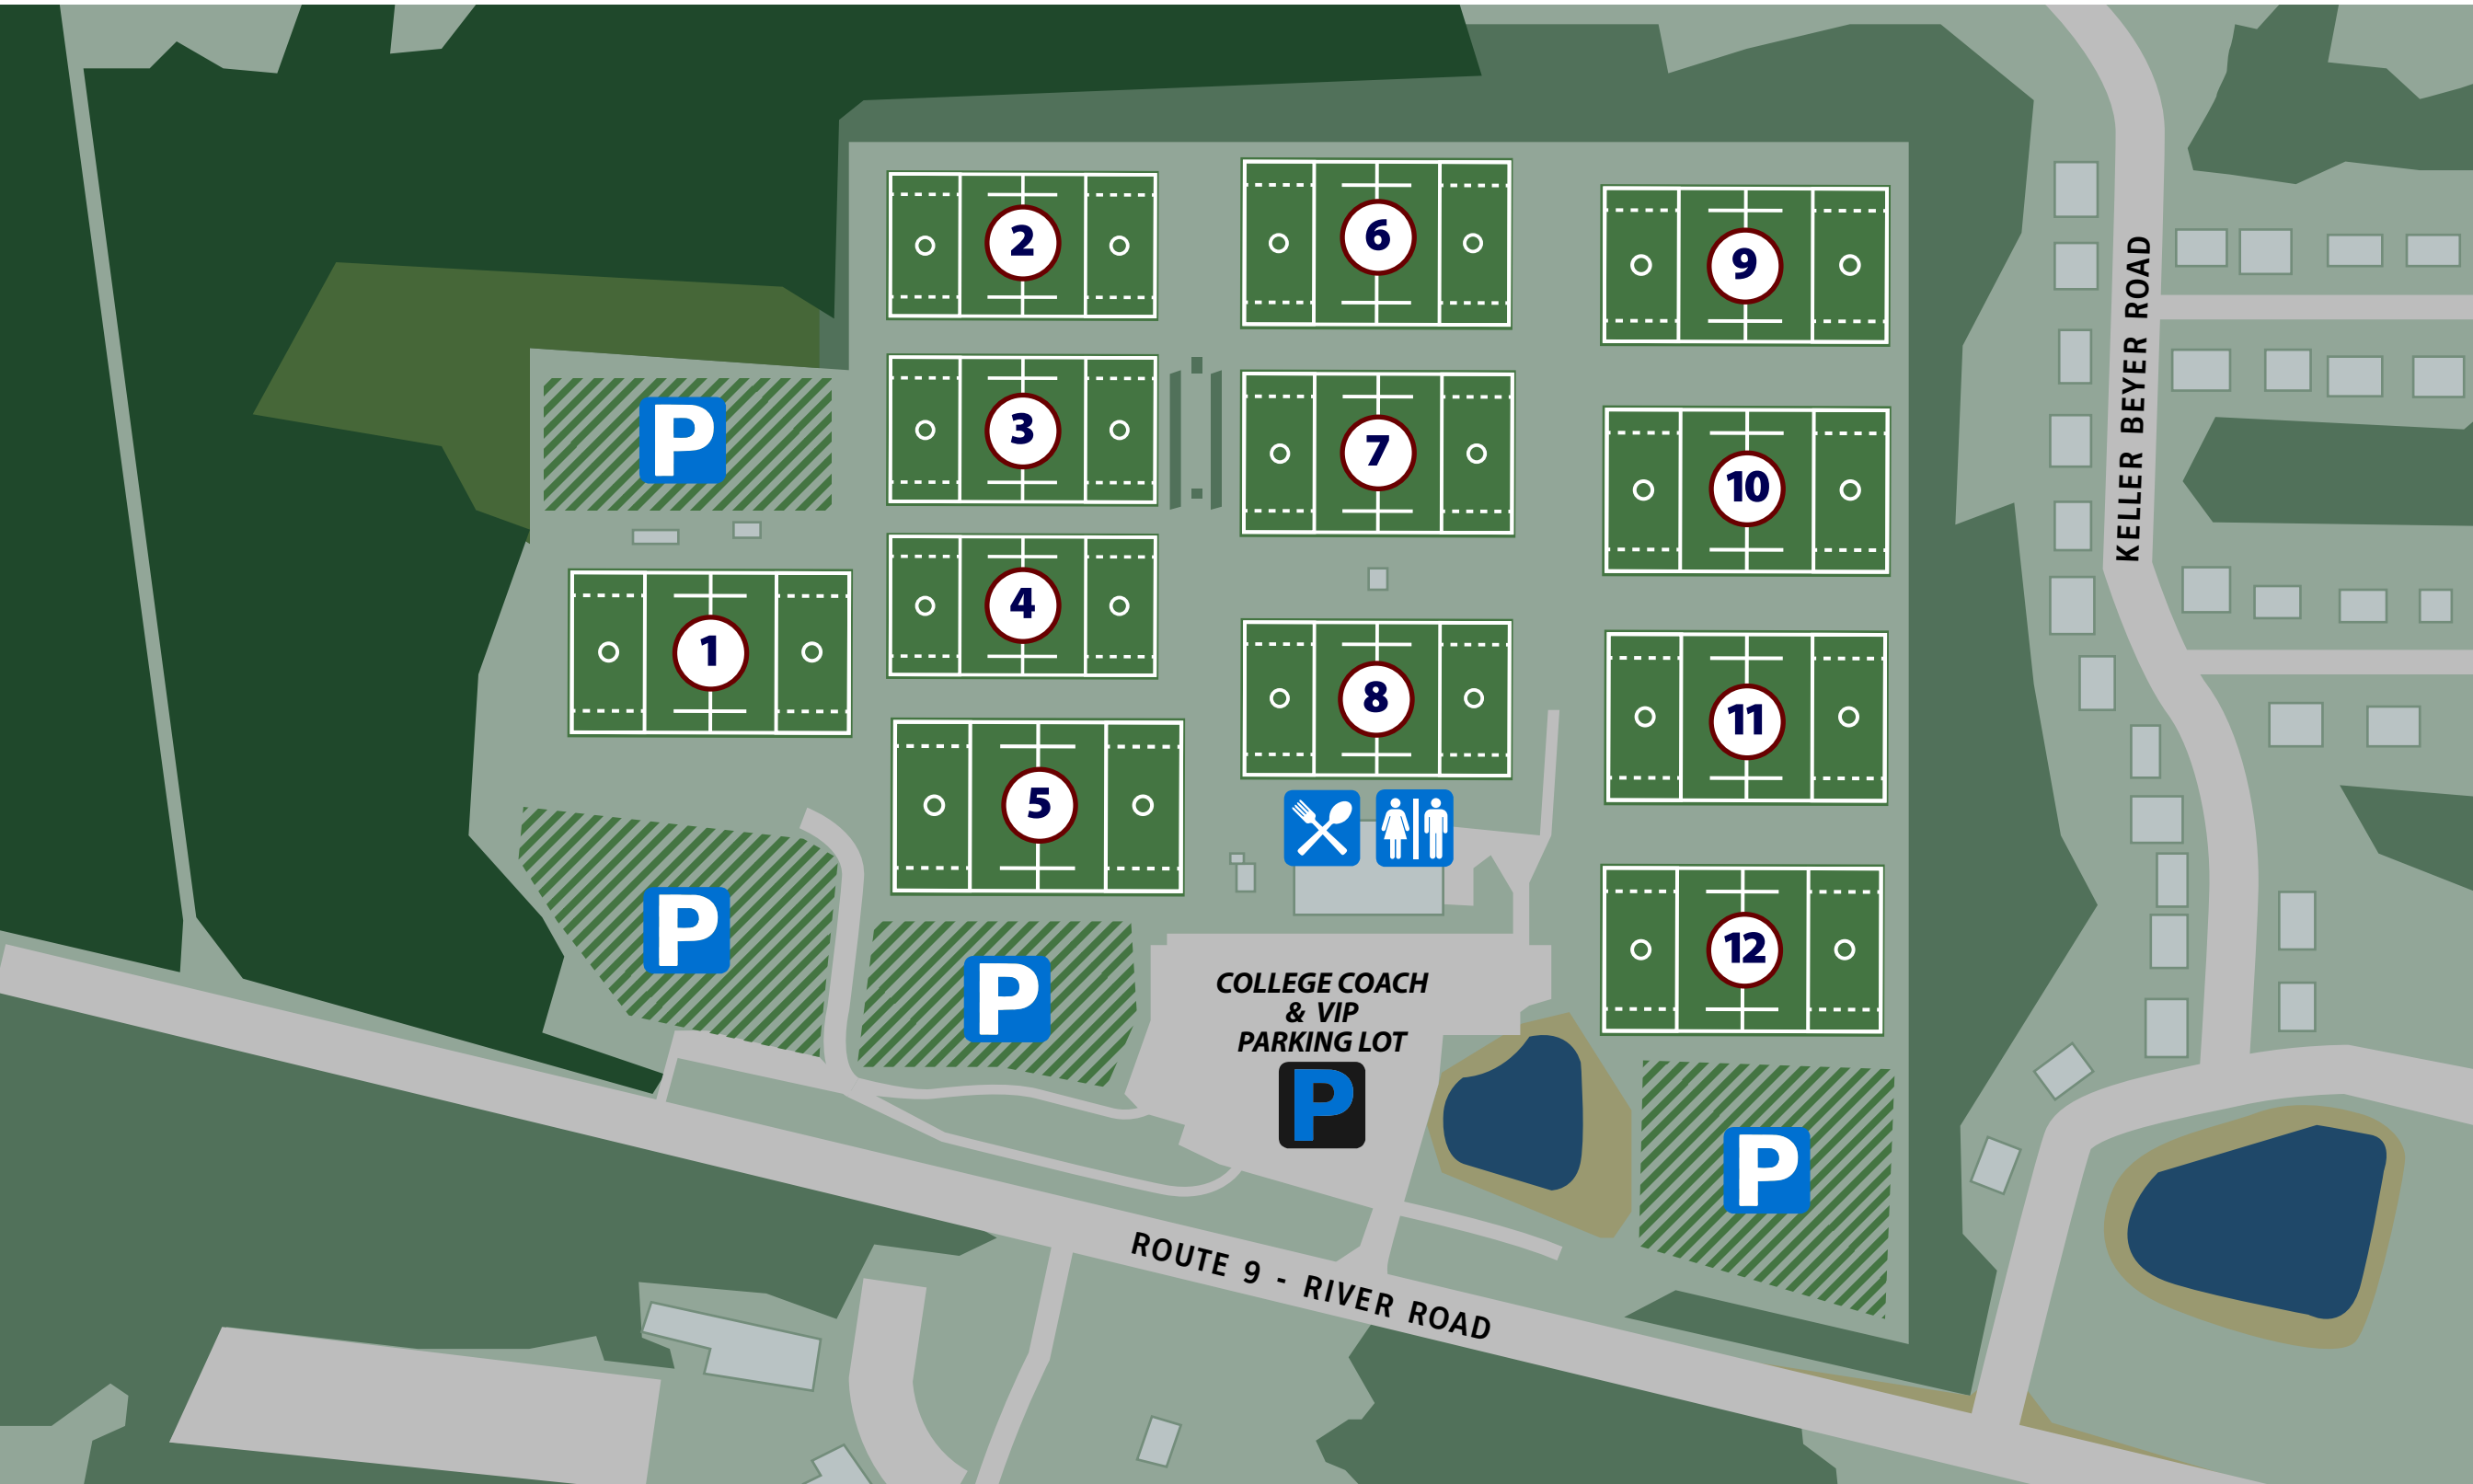 2
6
9
3
7
10
P
4
8
11
1
5
12
P
P
COLLEGE COACH
& VIP
PARKING LOT
P
P
KELLER BEYER ROAD
ROUTE 9 - RIVER ROAD